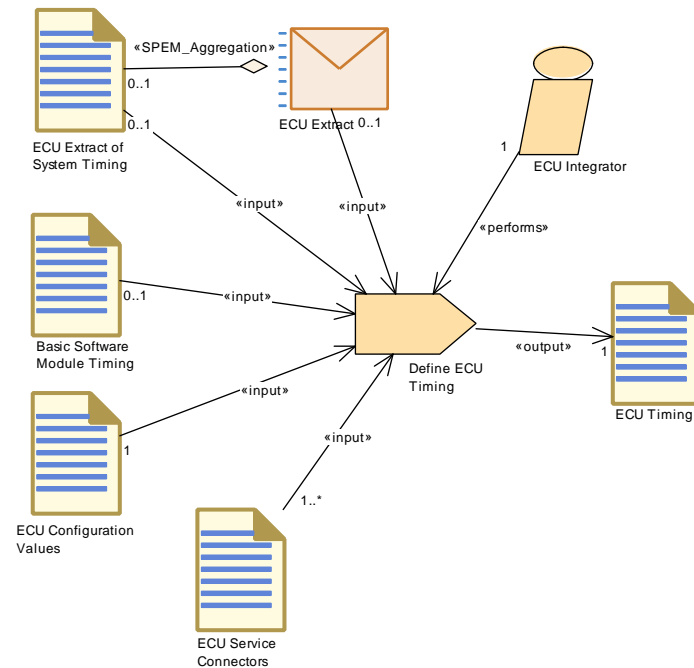 «SPEM_Aggregation»
0..1
0..1
ECU Extract of
System Timing
ECU Extract
0..1
1
ECU Integrator
«input»
«input»
«performs»
0..1
«input»
Basic Software
Module Timing
Define ECU
Timing
«output»
1
ECU Timing
«input»
1
ECU Configuration
Values
«input»
1..*
ECU Service
Connectors